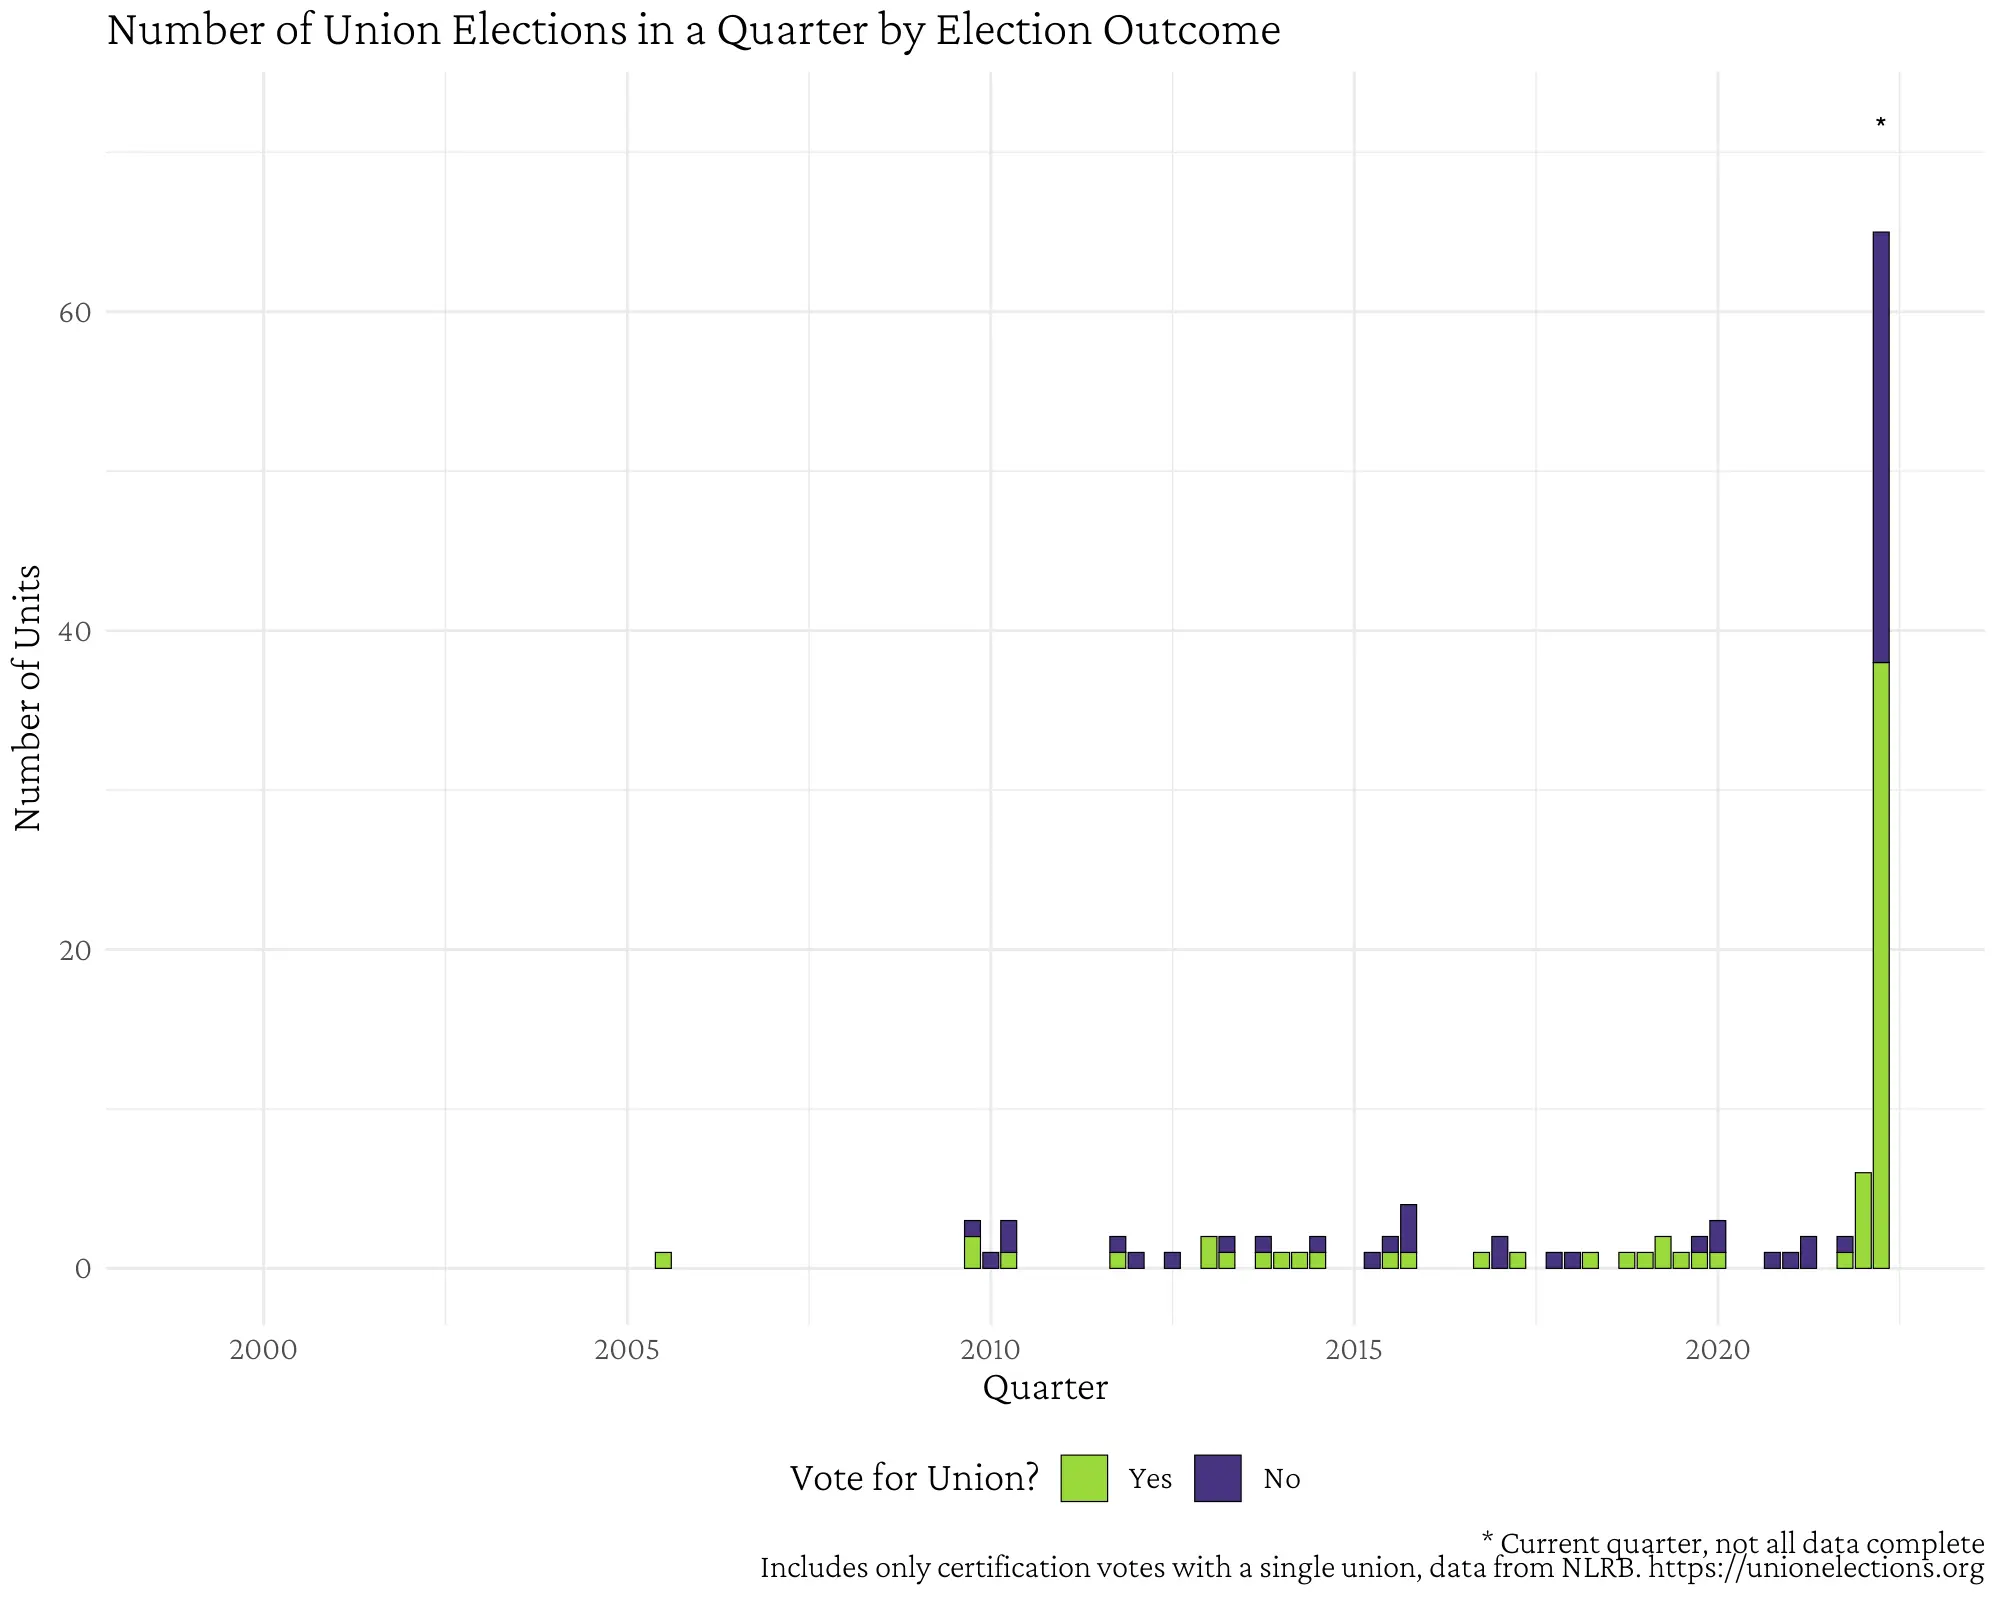 Number of Union Elections in a Quarter by Election Outcome
*
60
40
20
0
Number of Units
2000 2005 2010 2015 2020
Quarter
Vote for Union? Yes No
* Current quarter, not all data complete
Includes only certification votes with a single union, data from NLRB. https://unionelections.org